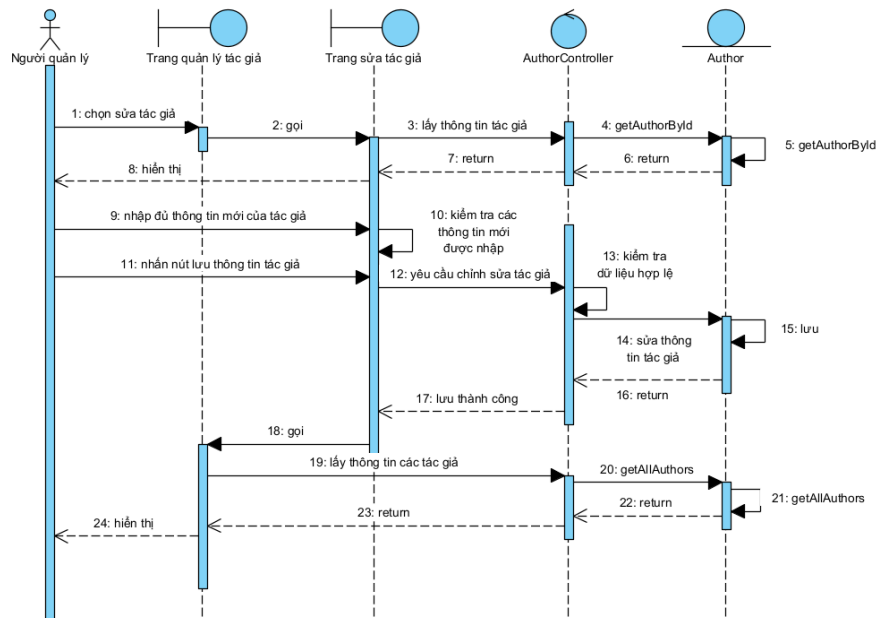 Người quản lý
Trang quản lý tác giả
Trang sửa tác giả
AuthorController
Author
1: chọn sửa tác giả
2: gọi
3: lấy thông tin tác giả
4: getAuthorById
5: getAuthorById
6: return
7: return
8: hiển thị
9: nhập đủ thông tin mới của tác giả
10: kiểm tra các
thông tin mới
được nhập
11: nhấn nút lưu thông tin tác giả
12: yêu cầu chỉnh sửa tác giả
13: kiểm tra
dữ liệu hợp lệ
14: sửa thông
tin tác giả
15: lưu
16: return
17: lưu thành công
18: gọi
19: lấy thông tin các tác giả
20: getAllAuthors
21: getAllAuthors
22: return
23: return
24: hiển thị